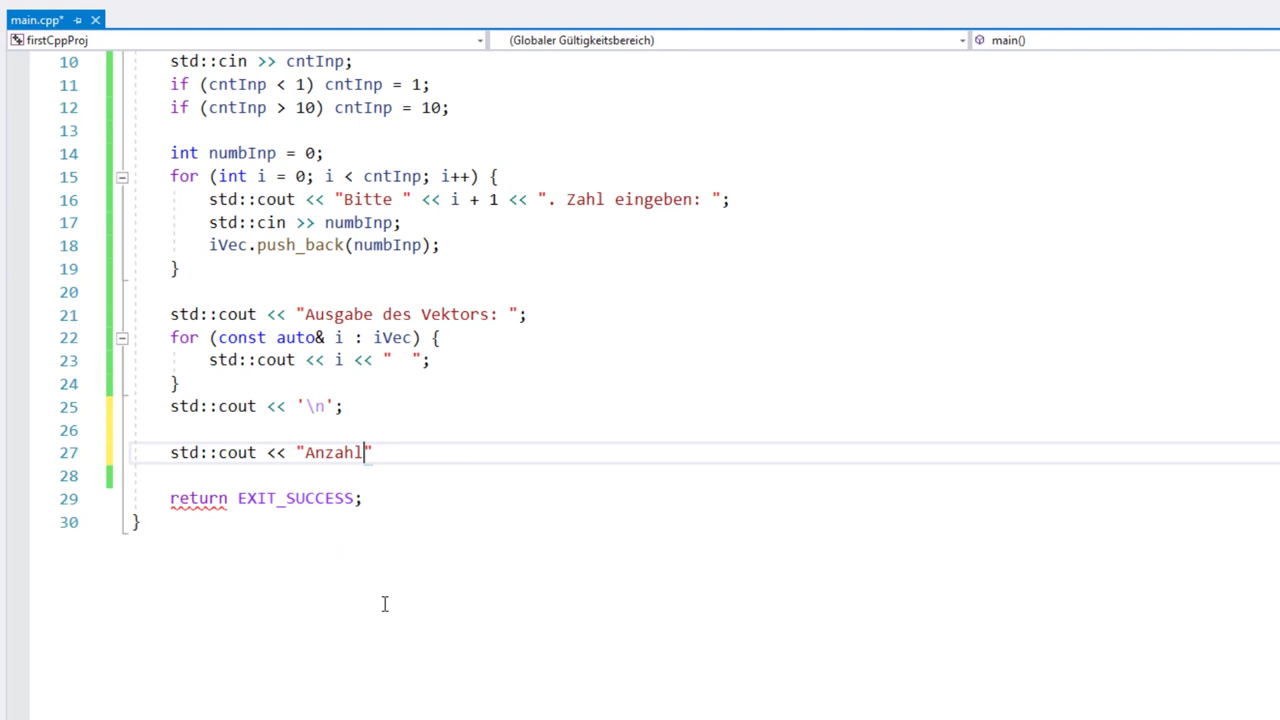 main.cpp*
firstCppProj (Globaler Gültigkeitsbereich) main()
10 std::cin >> cntInp;
11 if (cntInp < 1) cntInp = 1;
12 if (cntInp > 10) cntInp = 10;
13
14 int numbInp = 0;
15 for (int i = 0; i < cntInp; i++) {
16 std::cout << "Bitte " << i + 1 << ". Zahl eingeben: ";
17 std::cin >> numbInp;
18 iVec.push_back(numbInp);
19 }
20
21 std::cout << "Ausgabe des Vektors: ";
22 for (const auto& i : iVec) {
23 std::cout << i << "  ";
24 }
25 std::cout << '\n';
26
27 std::cout << "Anzahl"
28
29 return EXIT_SUCCESS;
30 }